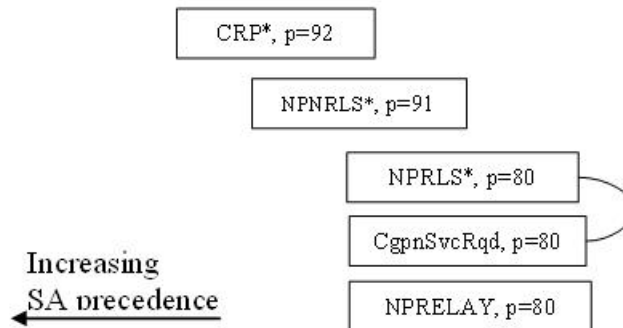 CRP*, p=92
NPNRLS*, p=91
NPRLS*, p=80
CgpnSvcRqd, p=80
NPRELAY, p=80
Increasing
SA precedence